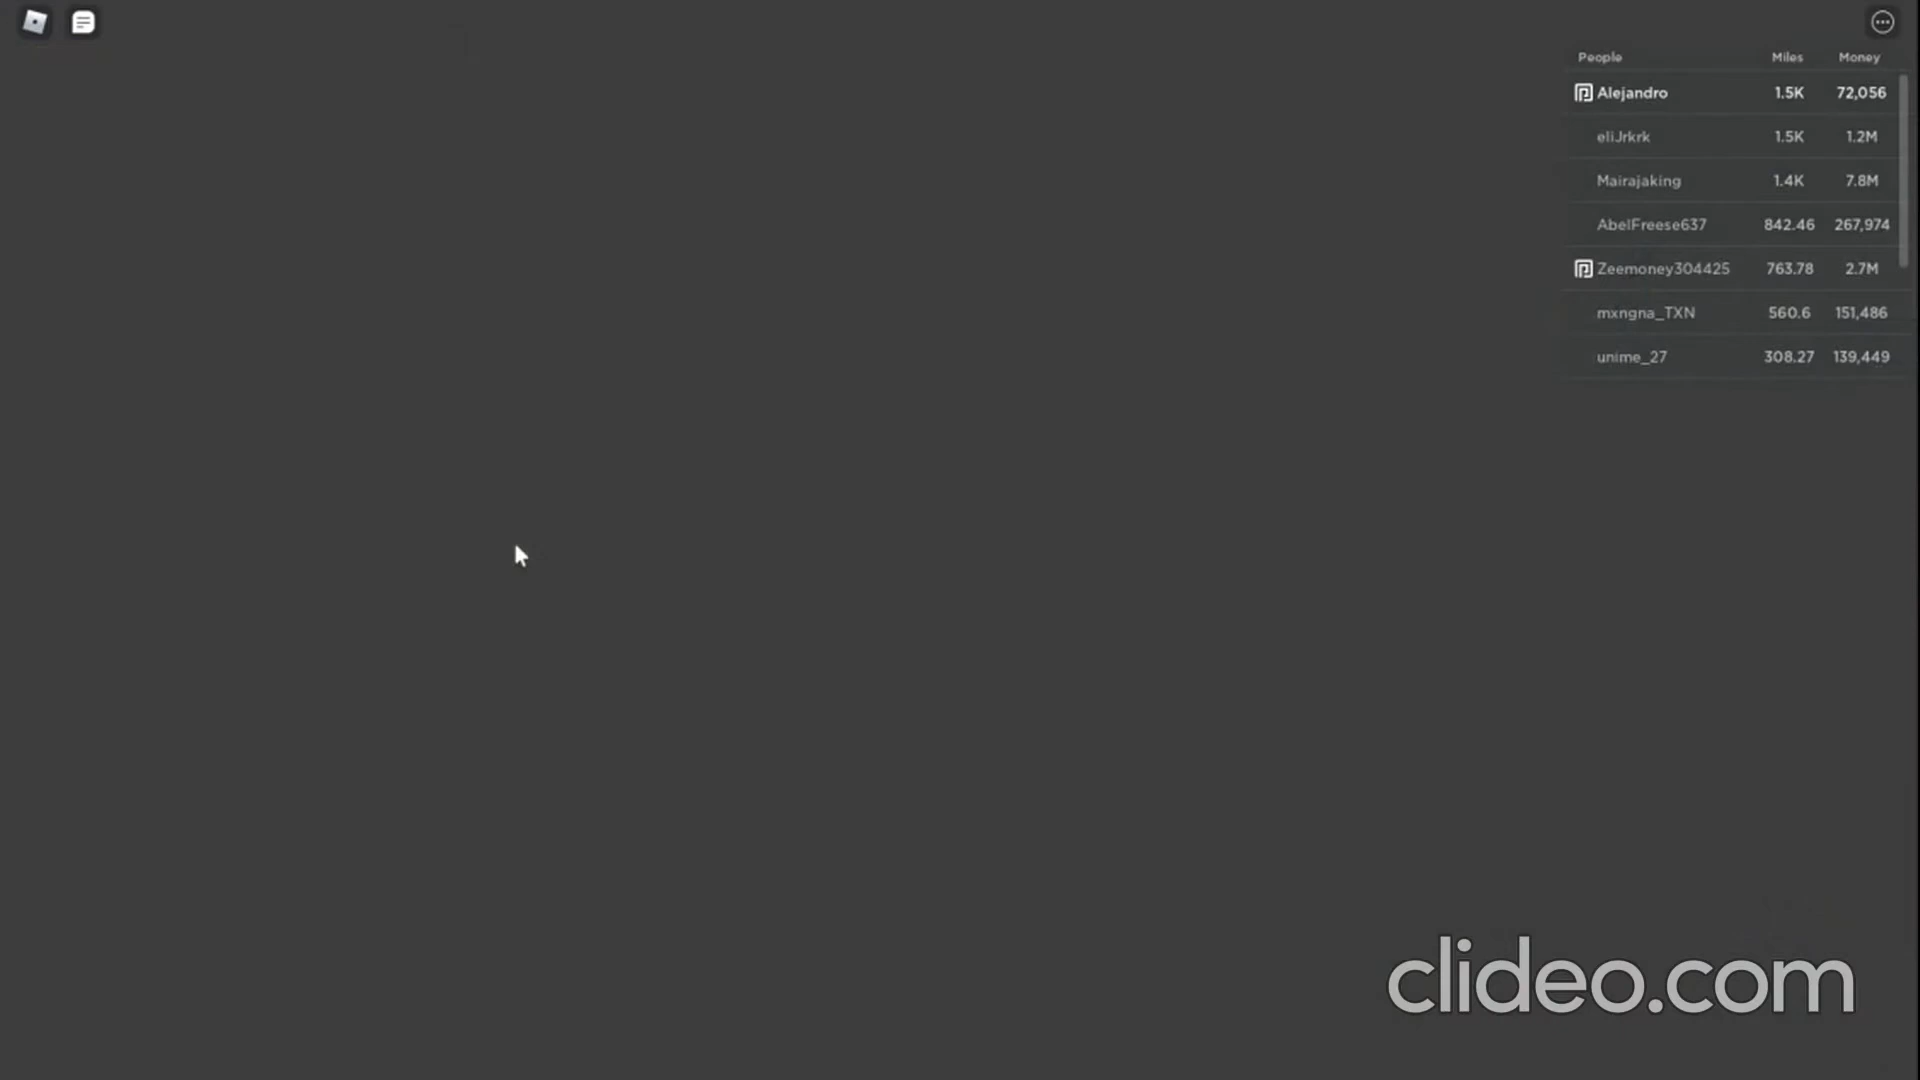 People Miles Money
Alejandro 1.5K 72,056
eliJrkrk 1.5K 1.2M
Mairajaking 1.4K 7.8M
AbelFreese637 842.46 267,974
Zeemoney304425 763.78 2.7M
mxngna_TXN 560.6 151,486
unime_27 308.27 139,449
clideo.com